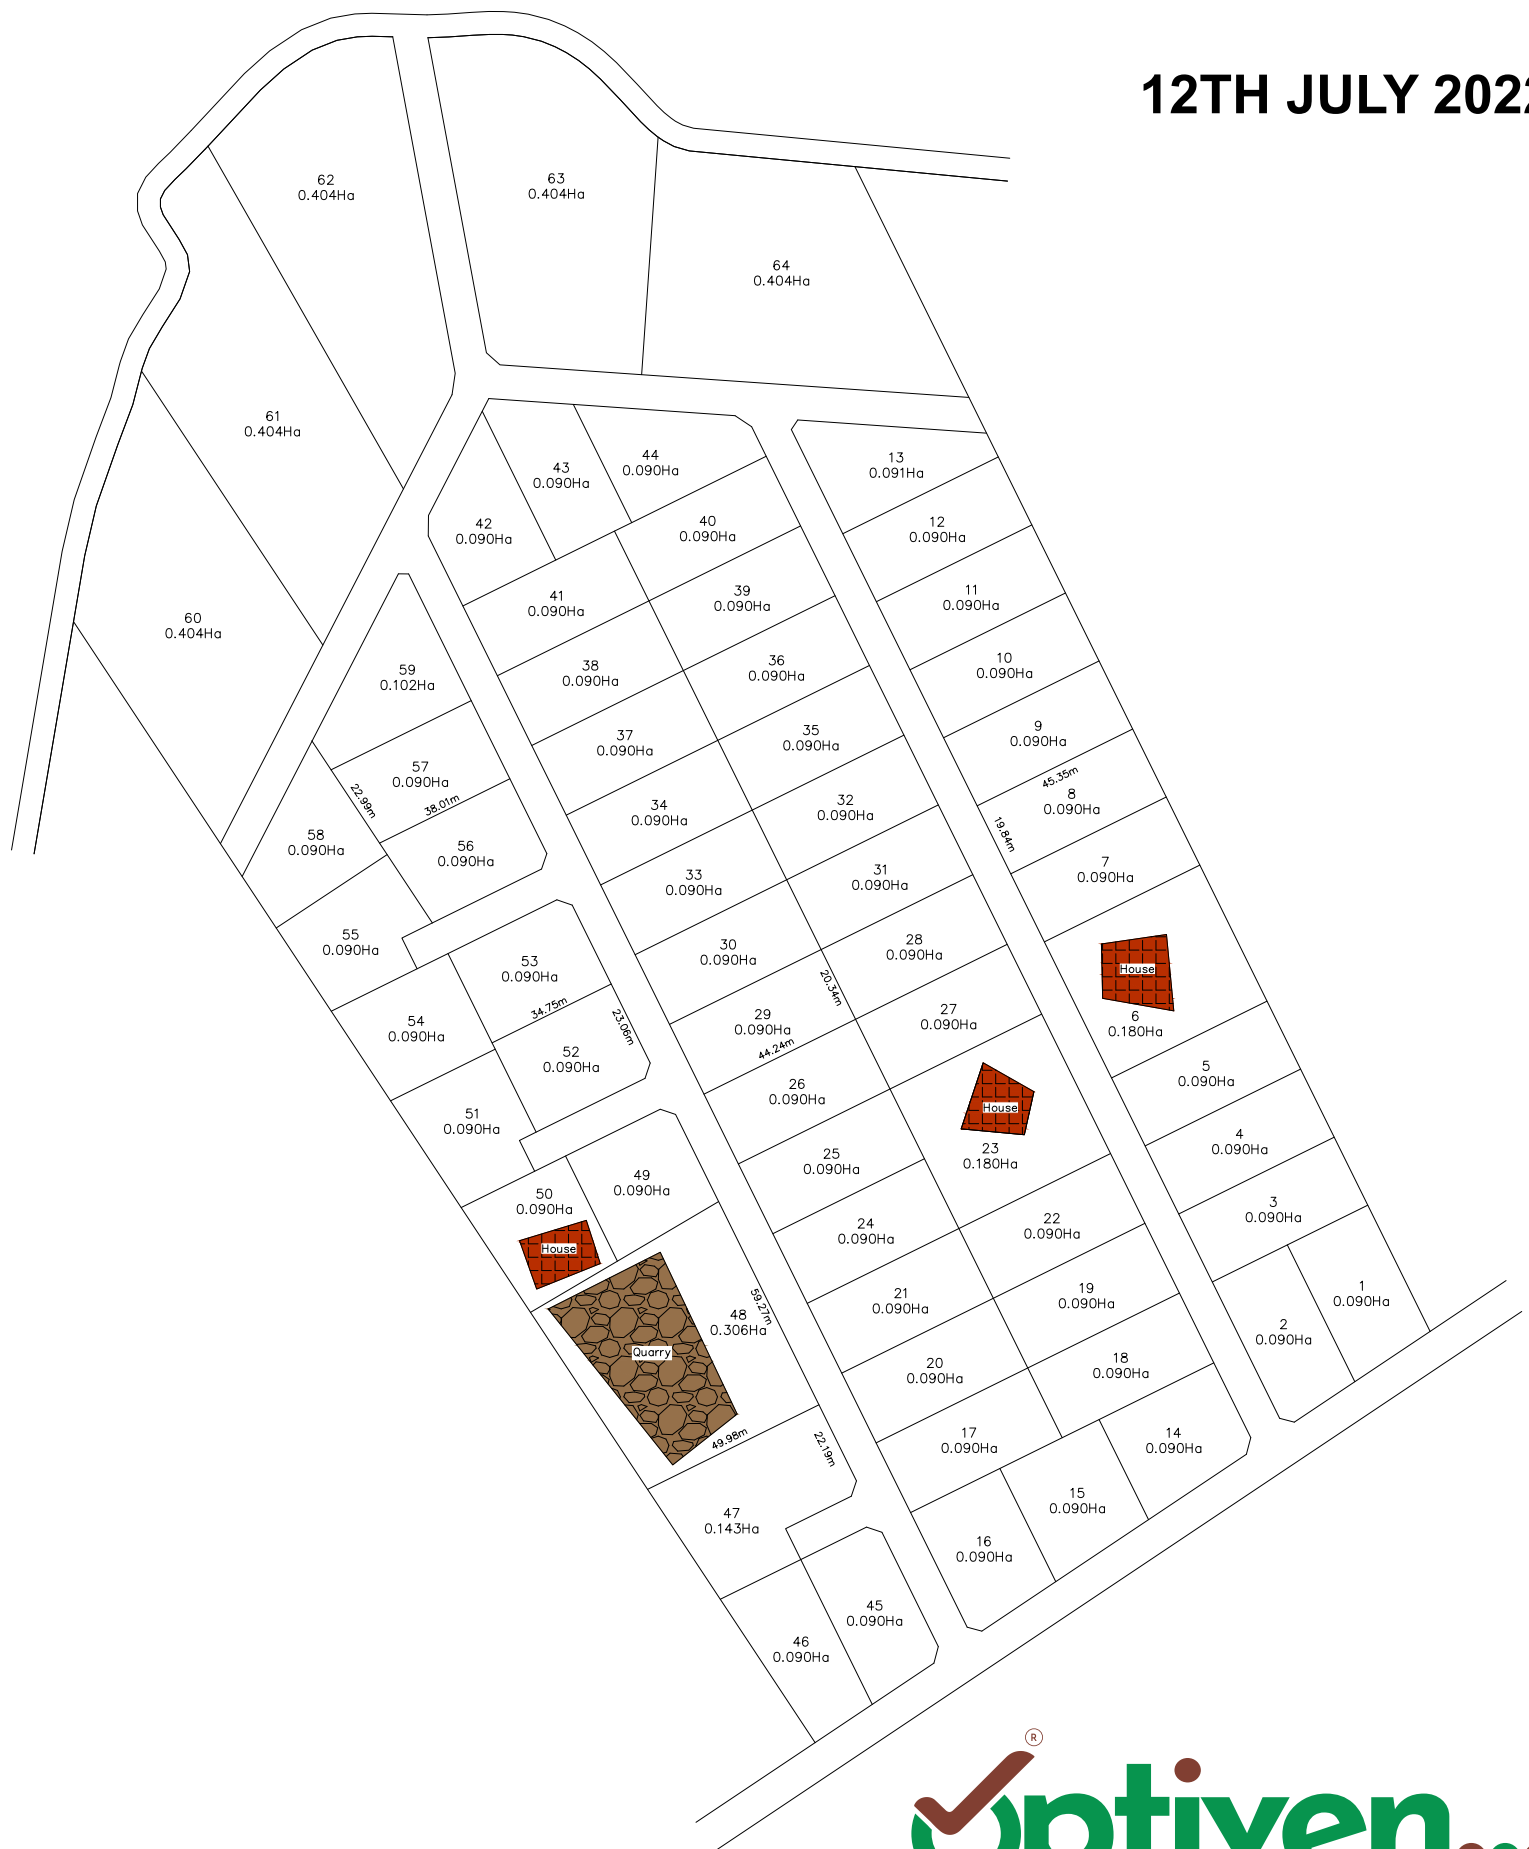 12TH JULY 2022
62
0.404Ha
63
0.404Ha
64
0.404Ha
61
0.404Ha
60
0.404Ha
44
0.090Ha
43
0.090Ha
42
0.090Ha
13
0.091Ha
12
0.090Ha
40
0.090Ha
41
0.090Ha
39
0.090Ha
11
0.090Ha
59
0.102Ha
38
0.090Ha
36
0.090Ha
10
0.090Ha
57
0.090Ha
22.99m
38.01m
37
0.090Ha
35
0.090Ha
9
0.090Ha
45.35m
8
0.090Ha
19.84m
58
0.090Ha
56
0.090Ha
34
0.090Ha
32
0.090Ha
7
0.090Ha
33
0.090Ha
31
0.090Ha
55
0.090Ha
53
0.090Ha
30
0.090Ha
28
0.090Ha
House
6
0.180Ha
34.75m
23.06m
20.34m
54
0.090Ha
52
0.090Ha
29
0.090Ha
44.24m
27
0.090Ha
5
0.090Ha
51
0.090Ha
26
0.090Ha
House
23
0.180Ha
4
0.090Ha
50
0.090Ha
House
49
0.090Ha
25
0.090Ha
3
0.090Ha
24
0.090Ha
22
0.090Ha
59.27m
48
0.306Ha
Quarry
21
0.090Ha
19
0.090Ha
1
0.090Ha
2
0.090Ha
20
0.090Ha
18
0.090Ha
49.98m
22.19m
17
0.090Ha
14
0.090Ha
47
0.143Ha
15
0.090Ha
16
0.090Ha
45
0.090Ha
46
0.090Ha
®
Optiven